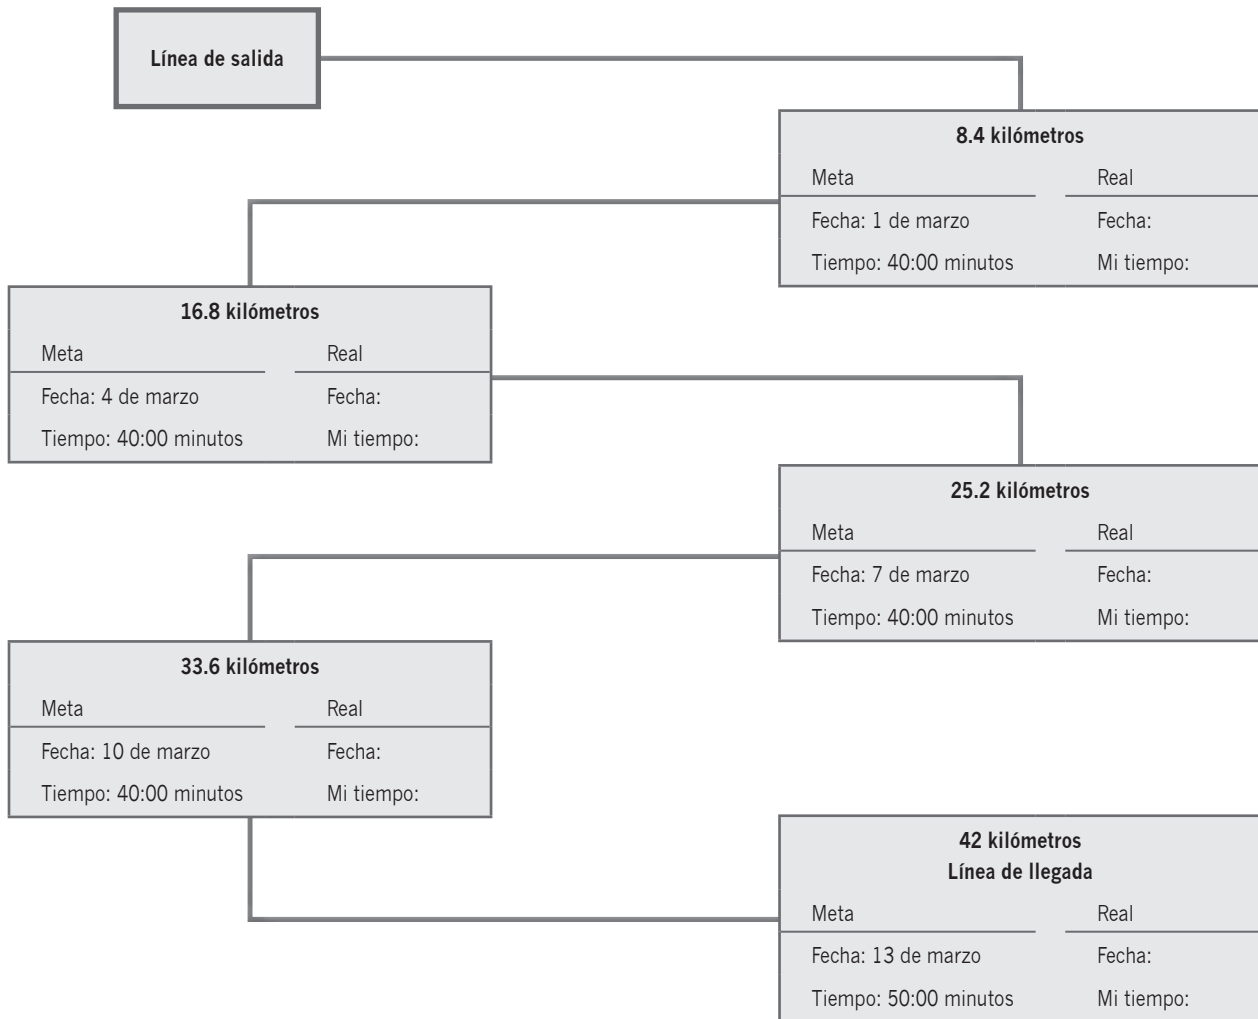 Línea de salida
8.4 kilómetros
Meta Real
Fecha: 1 de marzo Fecha:
Tiempo: 40:00 minutos Mi tiempo:
16.8 kilómetros
Meta Real
Fecha: 4 de marzo Fecha:
Tiempo: 40:00 minutos Mi tiempo:
25.2 kilómetros
Meta Real
Fecha: 7 de marzo Fecha:
Tiempo: 40:00 minutos Mi tiempo:
33.6 kilómetros
Meta Real
Fecha: 10 de marzo Fecha:
Tiempo: 40:00 minutos Mi tiempo:
42 kilómetros
Línea de llegada
Meta Real
Fecha: 13 de marzo Fecha:
Tiempo: 50:00 minutos Mi tiempo: